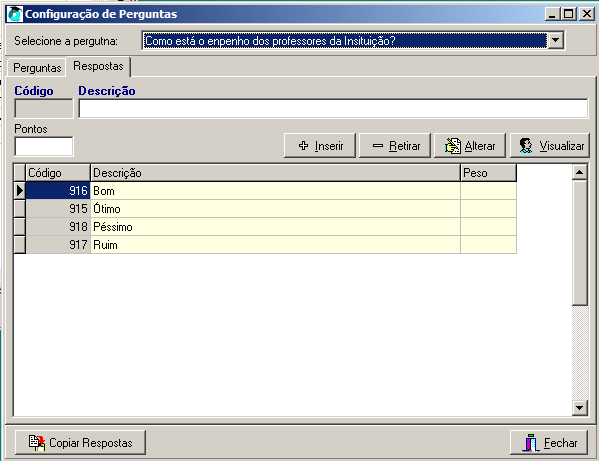 Configuração de Perguntas
Selecione a pergutna: Como está o enpenho dos professores da Insituição?
Perguntas Respostas
Código Descrição
Pontos
Inserir Retirar Alterar Visualizar
Código Descrição Peso
916 Bom
915 Ótimo
918 Péssimo
917 Ruim
Copiar Respostas Fechar